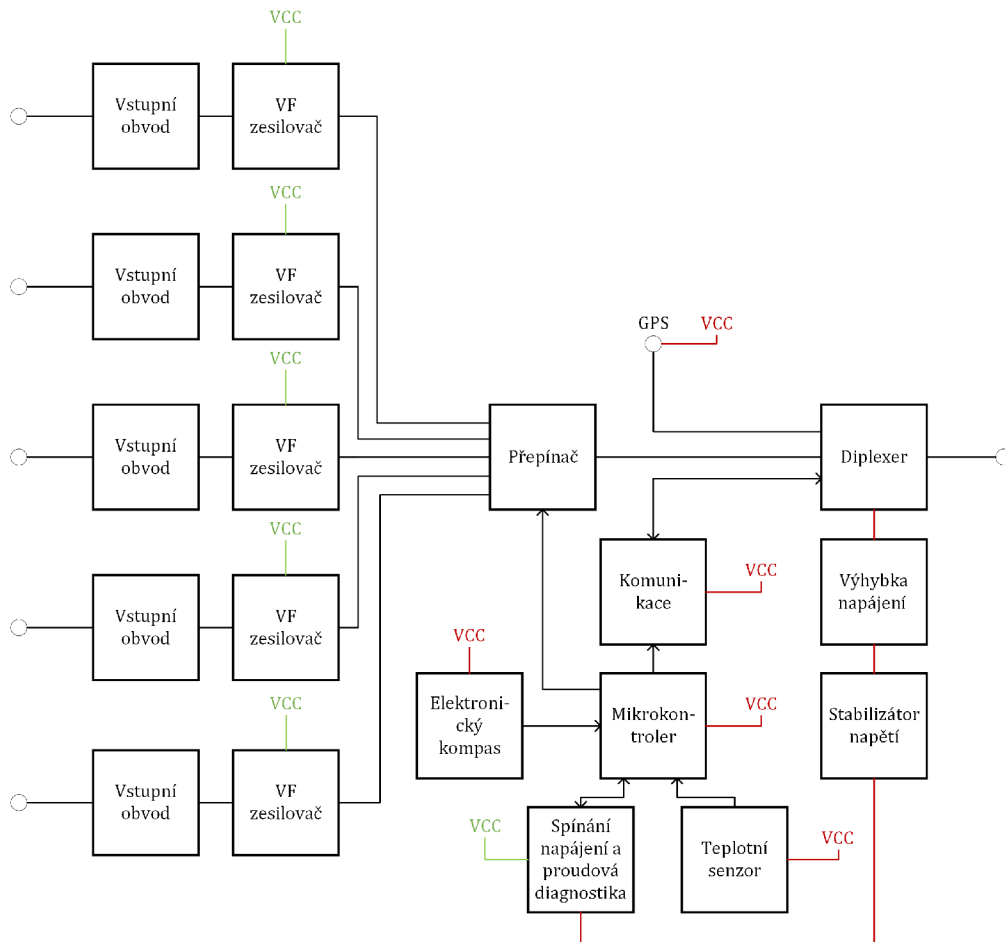 VCC
Vstupní
obvod
VF
zesilovač
VCC
Vstupní
obvod
VF
zesilovač
GPS
VCC
VCC
Vstupní
obvod
VF
zesilovač
Přepínač
Diplexer
VCC
Vstupní
obvod
VF
zesilovač
Komuni-
kace
VCC
Výhybka
napájení
VCC
Elektroni-
cký
kompas
Mikrokon-
troler
VCC
Stabilizátor
napětí
VCC
Vstupní
obvod
VF
zesilovač
VCC
Spínání
napájení a
proudová
diagnostika
Teplotní
senzor
VCC